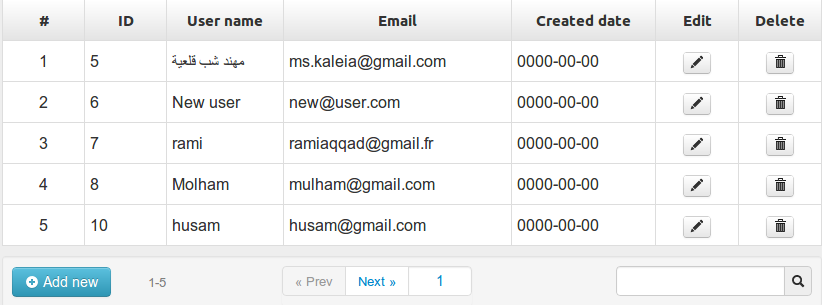 # ID User name Email Created date Edit Delete
1 5 مهند شب قلعية ms.kaleia@gmail.com 0000-00-00
2 6 New user new@user.com 0000-00-00
3 7 rami ramiaqqad@gmail.fr 0000-00-00
4 8 Molham mulham@gmail.com 0000-00-00
5 10 husam husam@gmail.com 0000-00-00
Add new 1-5 « Prev Next » 1